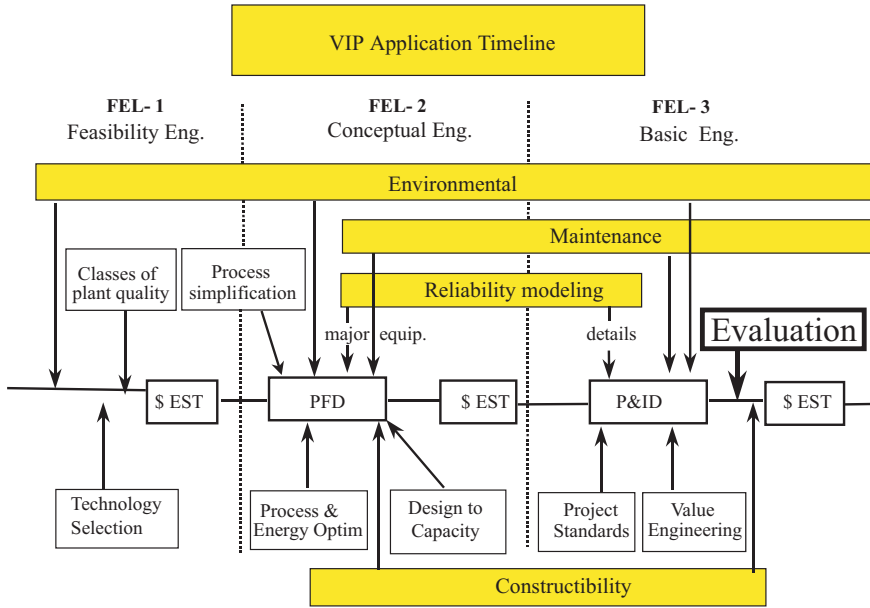 VIP Application Timeline
FEL- 1
Feasibility Eng.
FEL- 2
Conceptual Eng.
FEL- 3
Basic Eng.
Environmental
Maintenance
Classes of
plant quality
Process
simplification
Reliability modeling
major equip.
details
Evaluation
$ EST
PFD
$ EST
P&ID
$ EST
Technology
Selection
Process &
Energy Optim
Design to
Capacity
Project
Standards
Value
Engineering
Constructibility